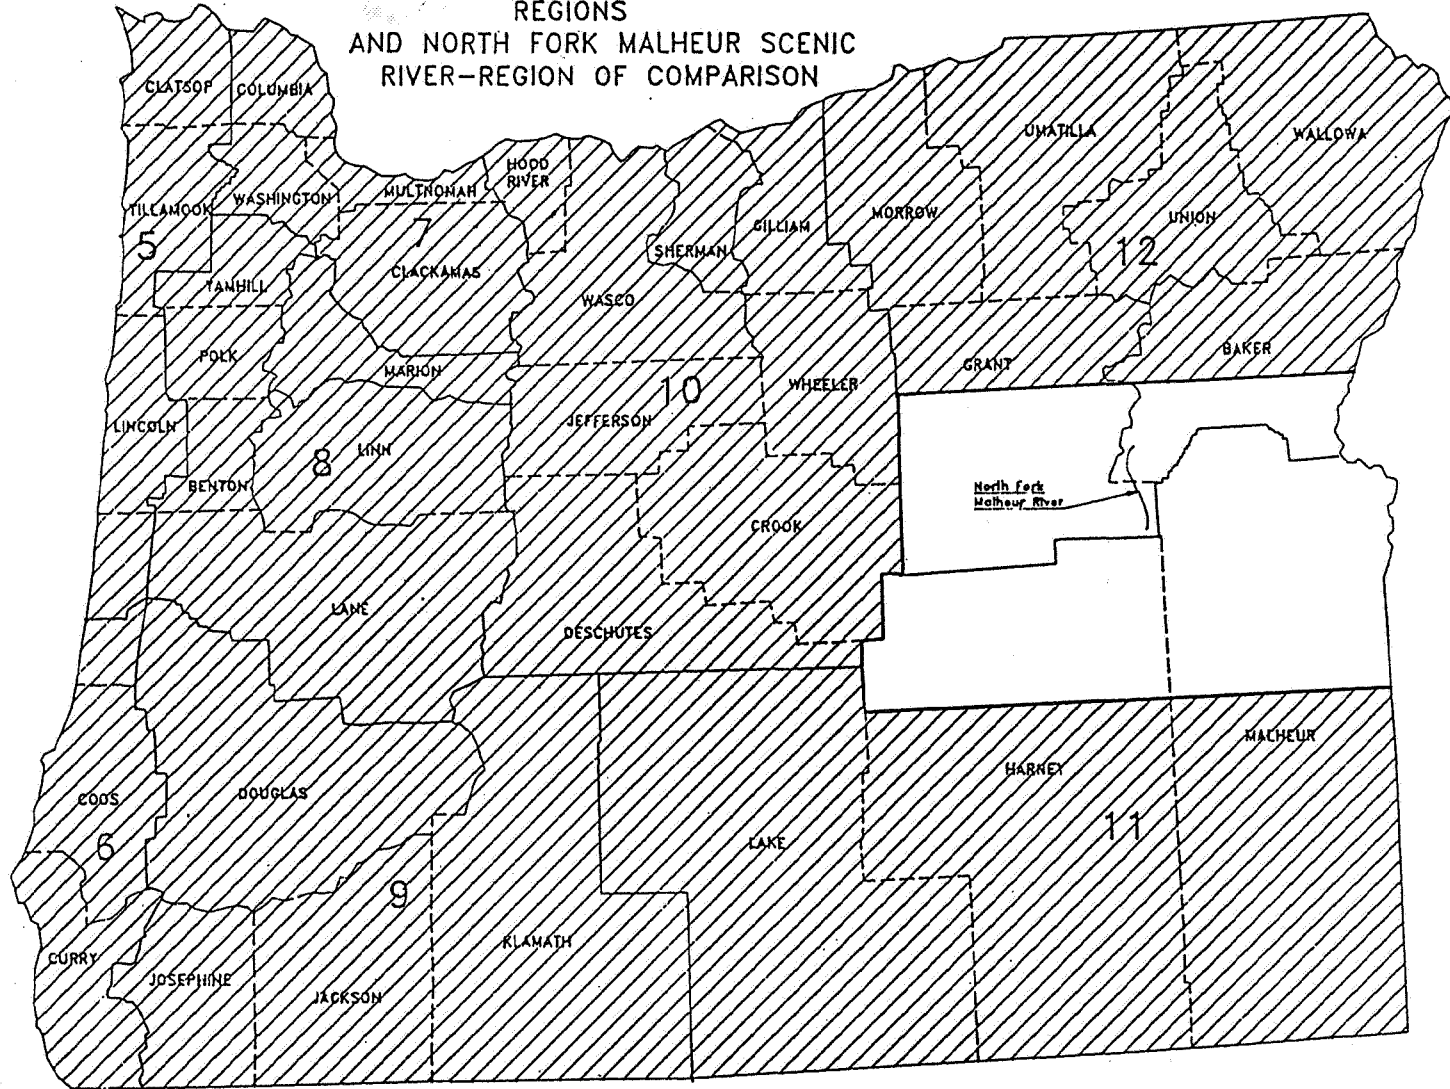 REGIONS
AND NORTH FORK MALHEUR SCENIC
RIVER-REGION OF COMPARISON
CLATSOP
COLUMBIA
HOOD
RIVER
UMATILLA
WALLOWA
TILLAMOOK
WASHINGTON
MULTNOMAH
5
7
SHERMAN
GILLIAM
MORROW
UNION
12
YAMHILL
CLACKAMAS
WASCO
POLK
MARION
GRANT
BAKER
10
WHEELER
LINCOLN
LINN
JEFFERSON
8
BENTON
North Fork
Malheur River
CROOK
LANE
DESCHUTES
MALHEUR
HARNEY
COOS
DOUGLAS
6
LAKE
11
9
CURRY
KLAMATH
JOSEPHINE
JACKSON